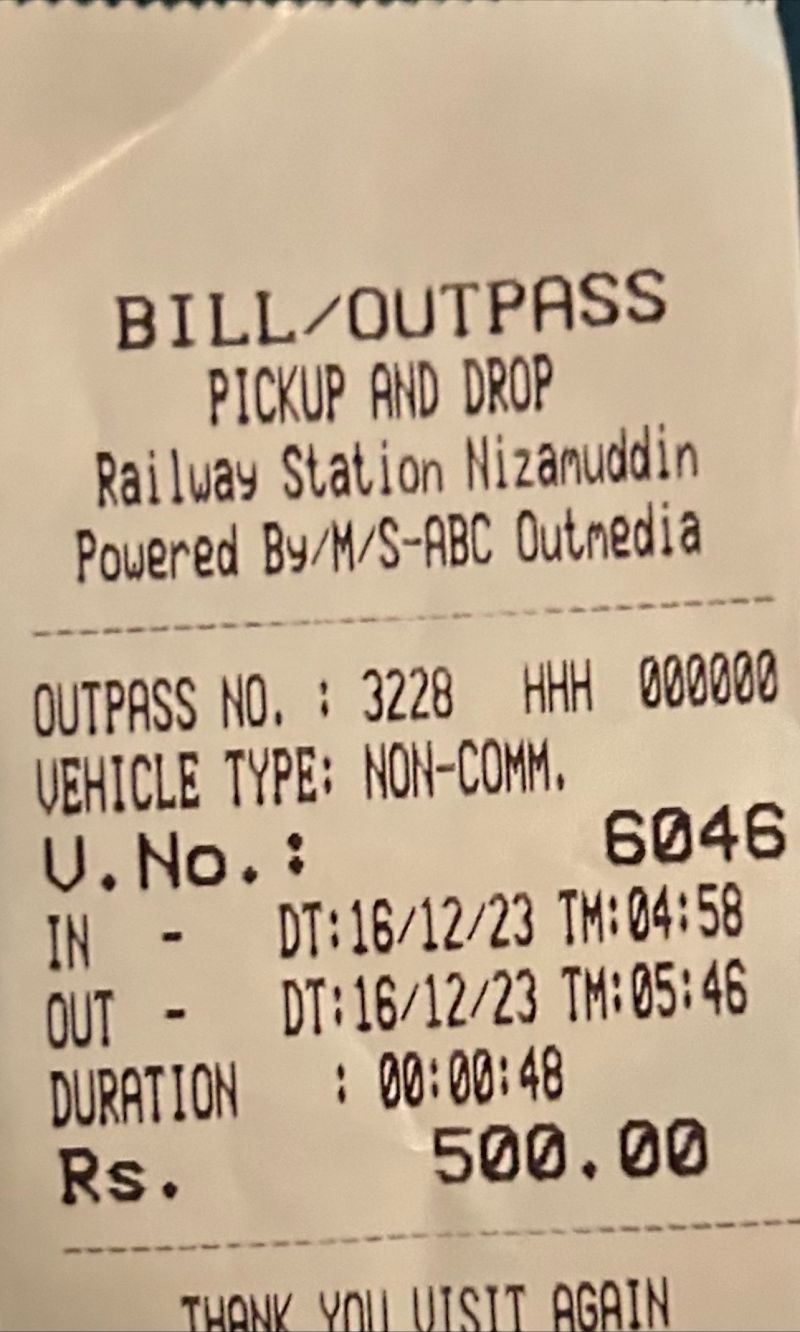 BILL/OUTPASS
PICKUP AND DROP
Railway Station Nizamuddin
Powered By/M/S-ABC Outmedia
OUTPASS NO. : 3228 HHH 000000
VEHICLE TYPE: NON-COMM.
V.No.: 6046
IN - DT:16/12/23 TM:04:58
OUT - DT:16/12/23 TM:05:46
DURATION : 00:00:48
Rs. 500.00
THANK YOU VISIT AGAIN